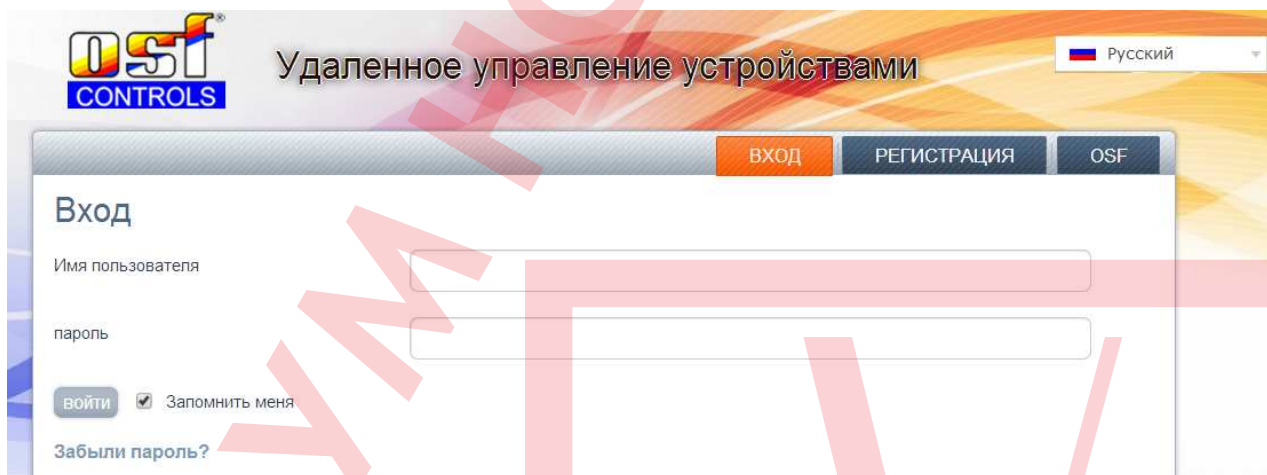 osf®
CONTROLS
Удаленное управление устройствами
Русский
ВХОД
РЕГИСТРАЦИЯ
OSF
Вход
Имя пользователя
пароль
войти
Запомнить меня
Забыли пароль?